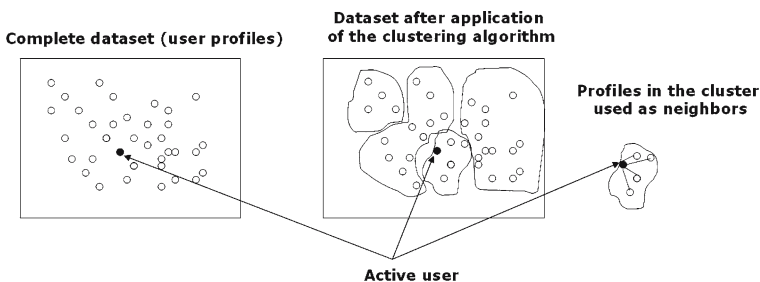 Complete dataset (user profiles)
Dataset after application
of the clustering algorithm
Profiles in the cluster
used as neighbors
Active user